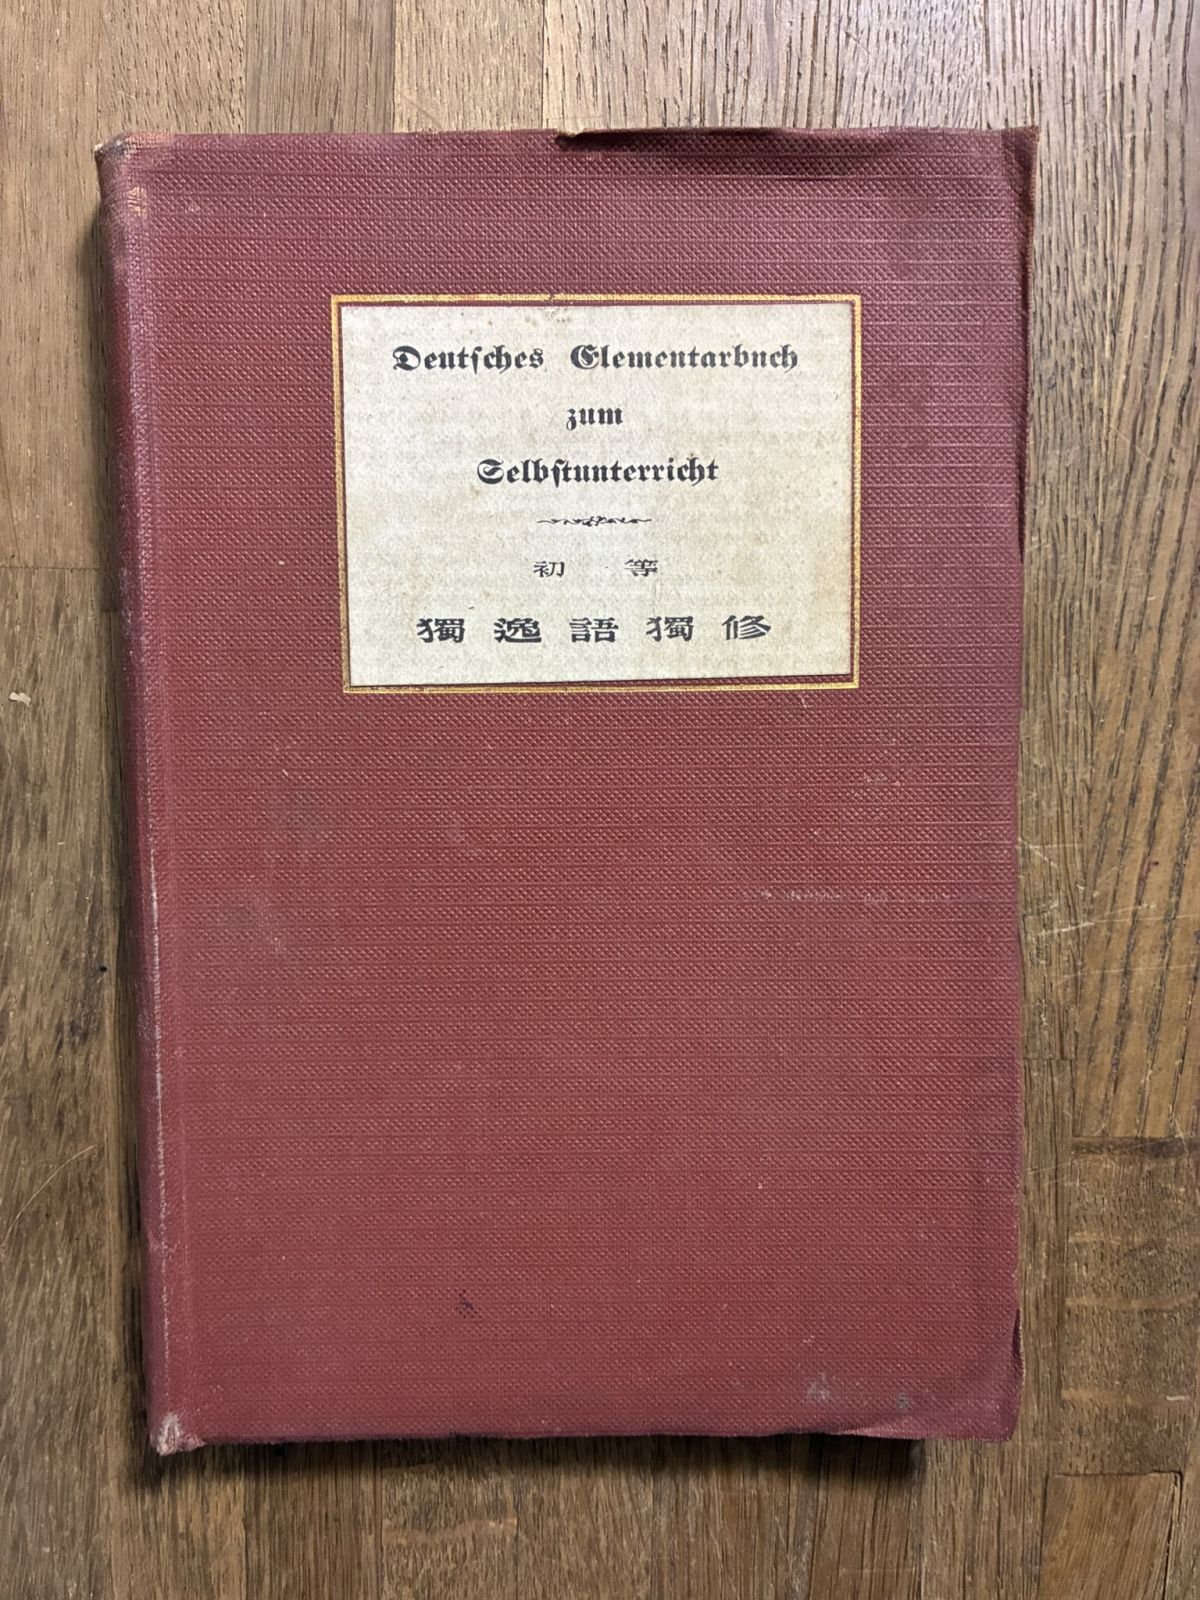 Deutſches Elementarbuch
zum
Selbſtunterricht
初等
獨逸語獨修